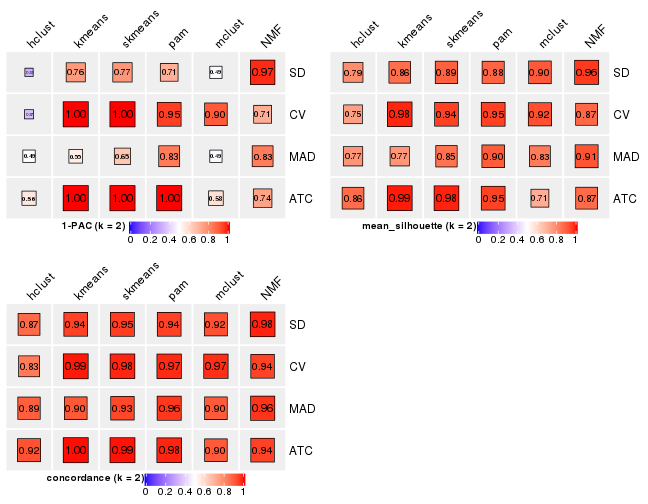 hclust kmeans skmeans pam mclust NMF
0.76 0.77 0.71 0.49 0.97 SD
1.00 1.00 0.95 0.90 0.71 CV
0.49 0.55 0.65 0.83 0.49 0.83 MAD
0.56 1.00 1.00 1.00 0.58 0.74 ATC
1-PAC (k = 2)
0 0.2 0.4 0.6 0.8 1
hclust kmeans skmeans pam mclust NMF
0.79 0.86 0.89 0.88 0.90 0.96 SD
0.75 0.98 0.94 0.95 0.92 0.87 CV
0.77 0.77 0.85 0.90 0.83 0.91 MAD
0.86 0.99 0.98 0.95 0.71 0.87 ATC
mean_silhouette (k = 2)
0 0.2 0.4 0.6 0.8 1
hclust kmeans skmeans pam mclust NMF
0.87 0.94 0.95 0.94 0.92 0.98 SD
0.83 0.99 0.98 0.97 0.97 0.94 CV
0.89 0.90 0.93 0.96 0.90 0.96 MAD
0.92 1.00 0.99 0.98 0.90 0.94 ATC
concordance (k = 2)
0 0.2 0.4 0.6 0.8 1